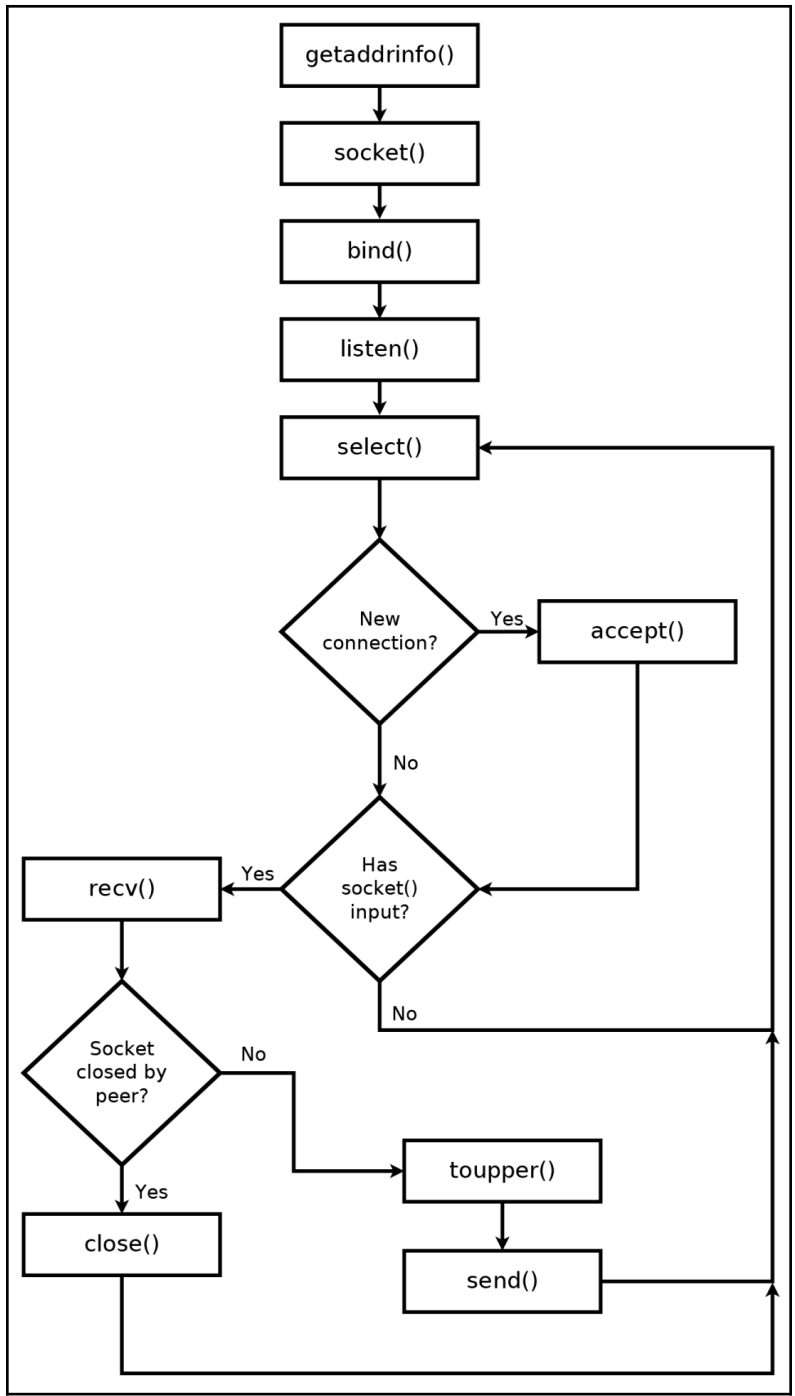 getaddrinfo()
socket()
bind()
listen()
select()
New
connection?
Yes
accept()
No
Has
socket()
input?
Yes
recv()
No
Socket
closed by
peer?
No
toupper()
Yes
close()
send()